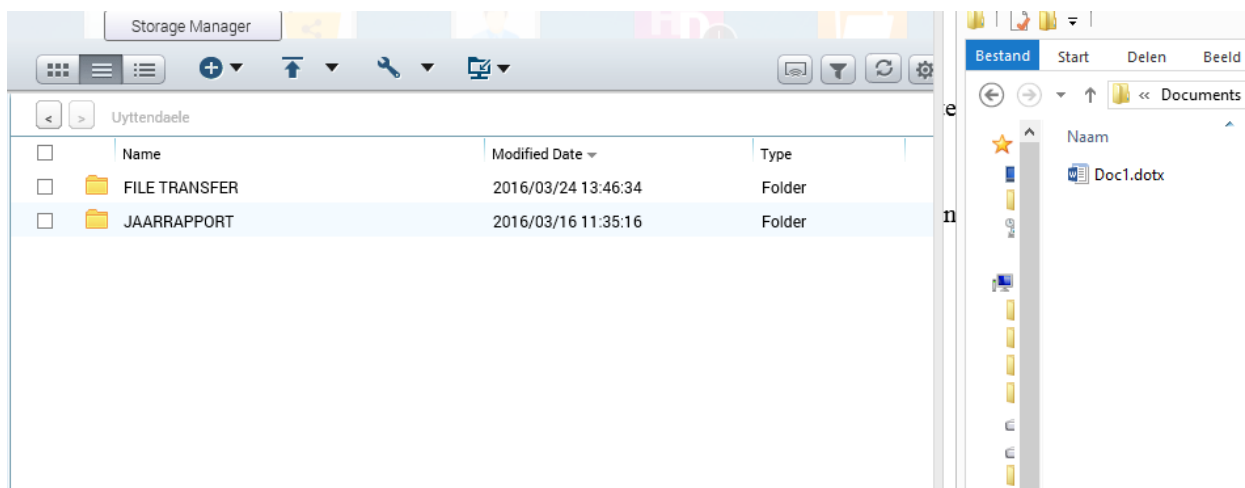 Storage Manager
Uyttendaele
Name Modified Date Type
FILE TRANSFER 2016/03/24 13:46:34 Folder
JAARRAPPORT 2016/03/16 11:35:16 Folder
Bestand Start Delen Beeld
« Documents
Naam
Doc1.dotx